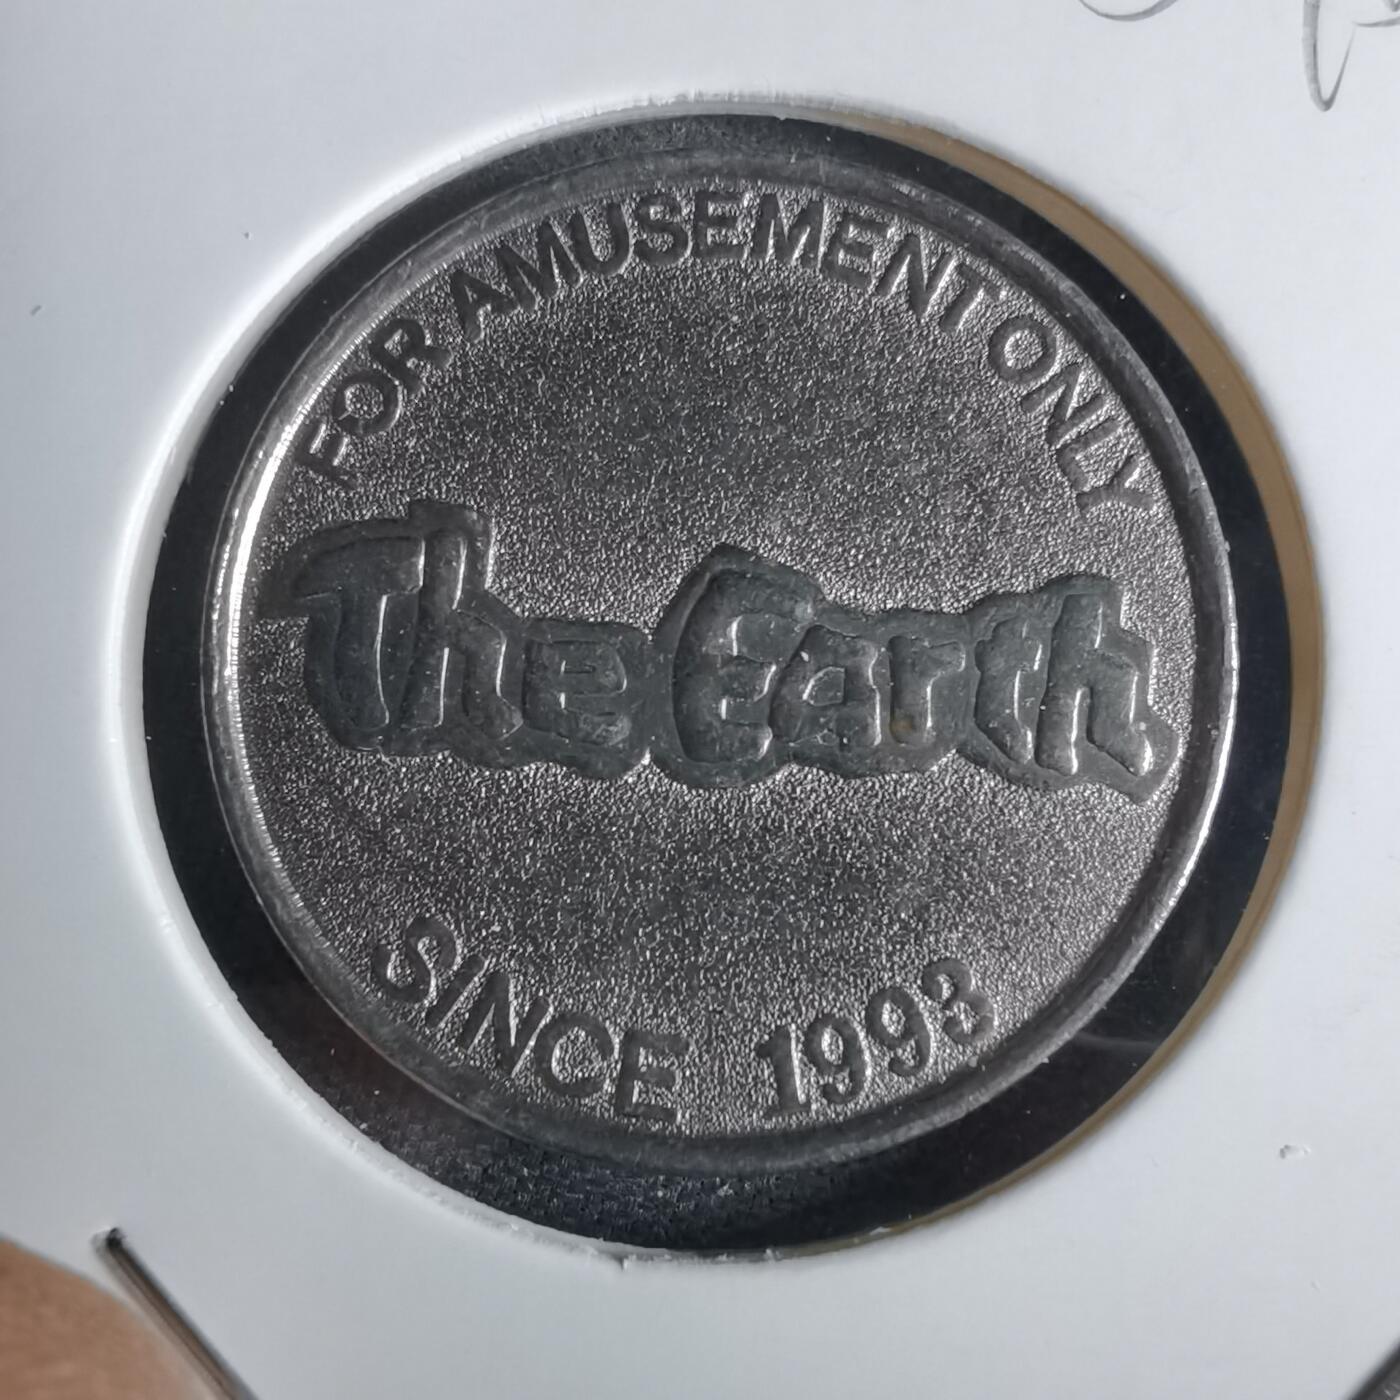 FOR AMUSEMENT ONLY
The Earth
SINCE 1993